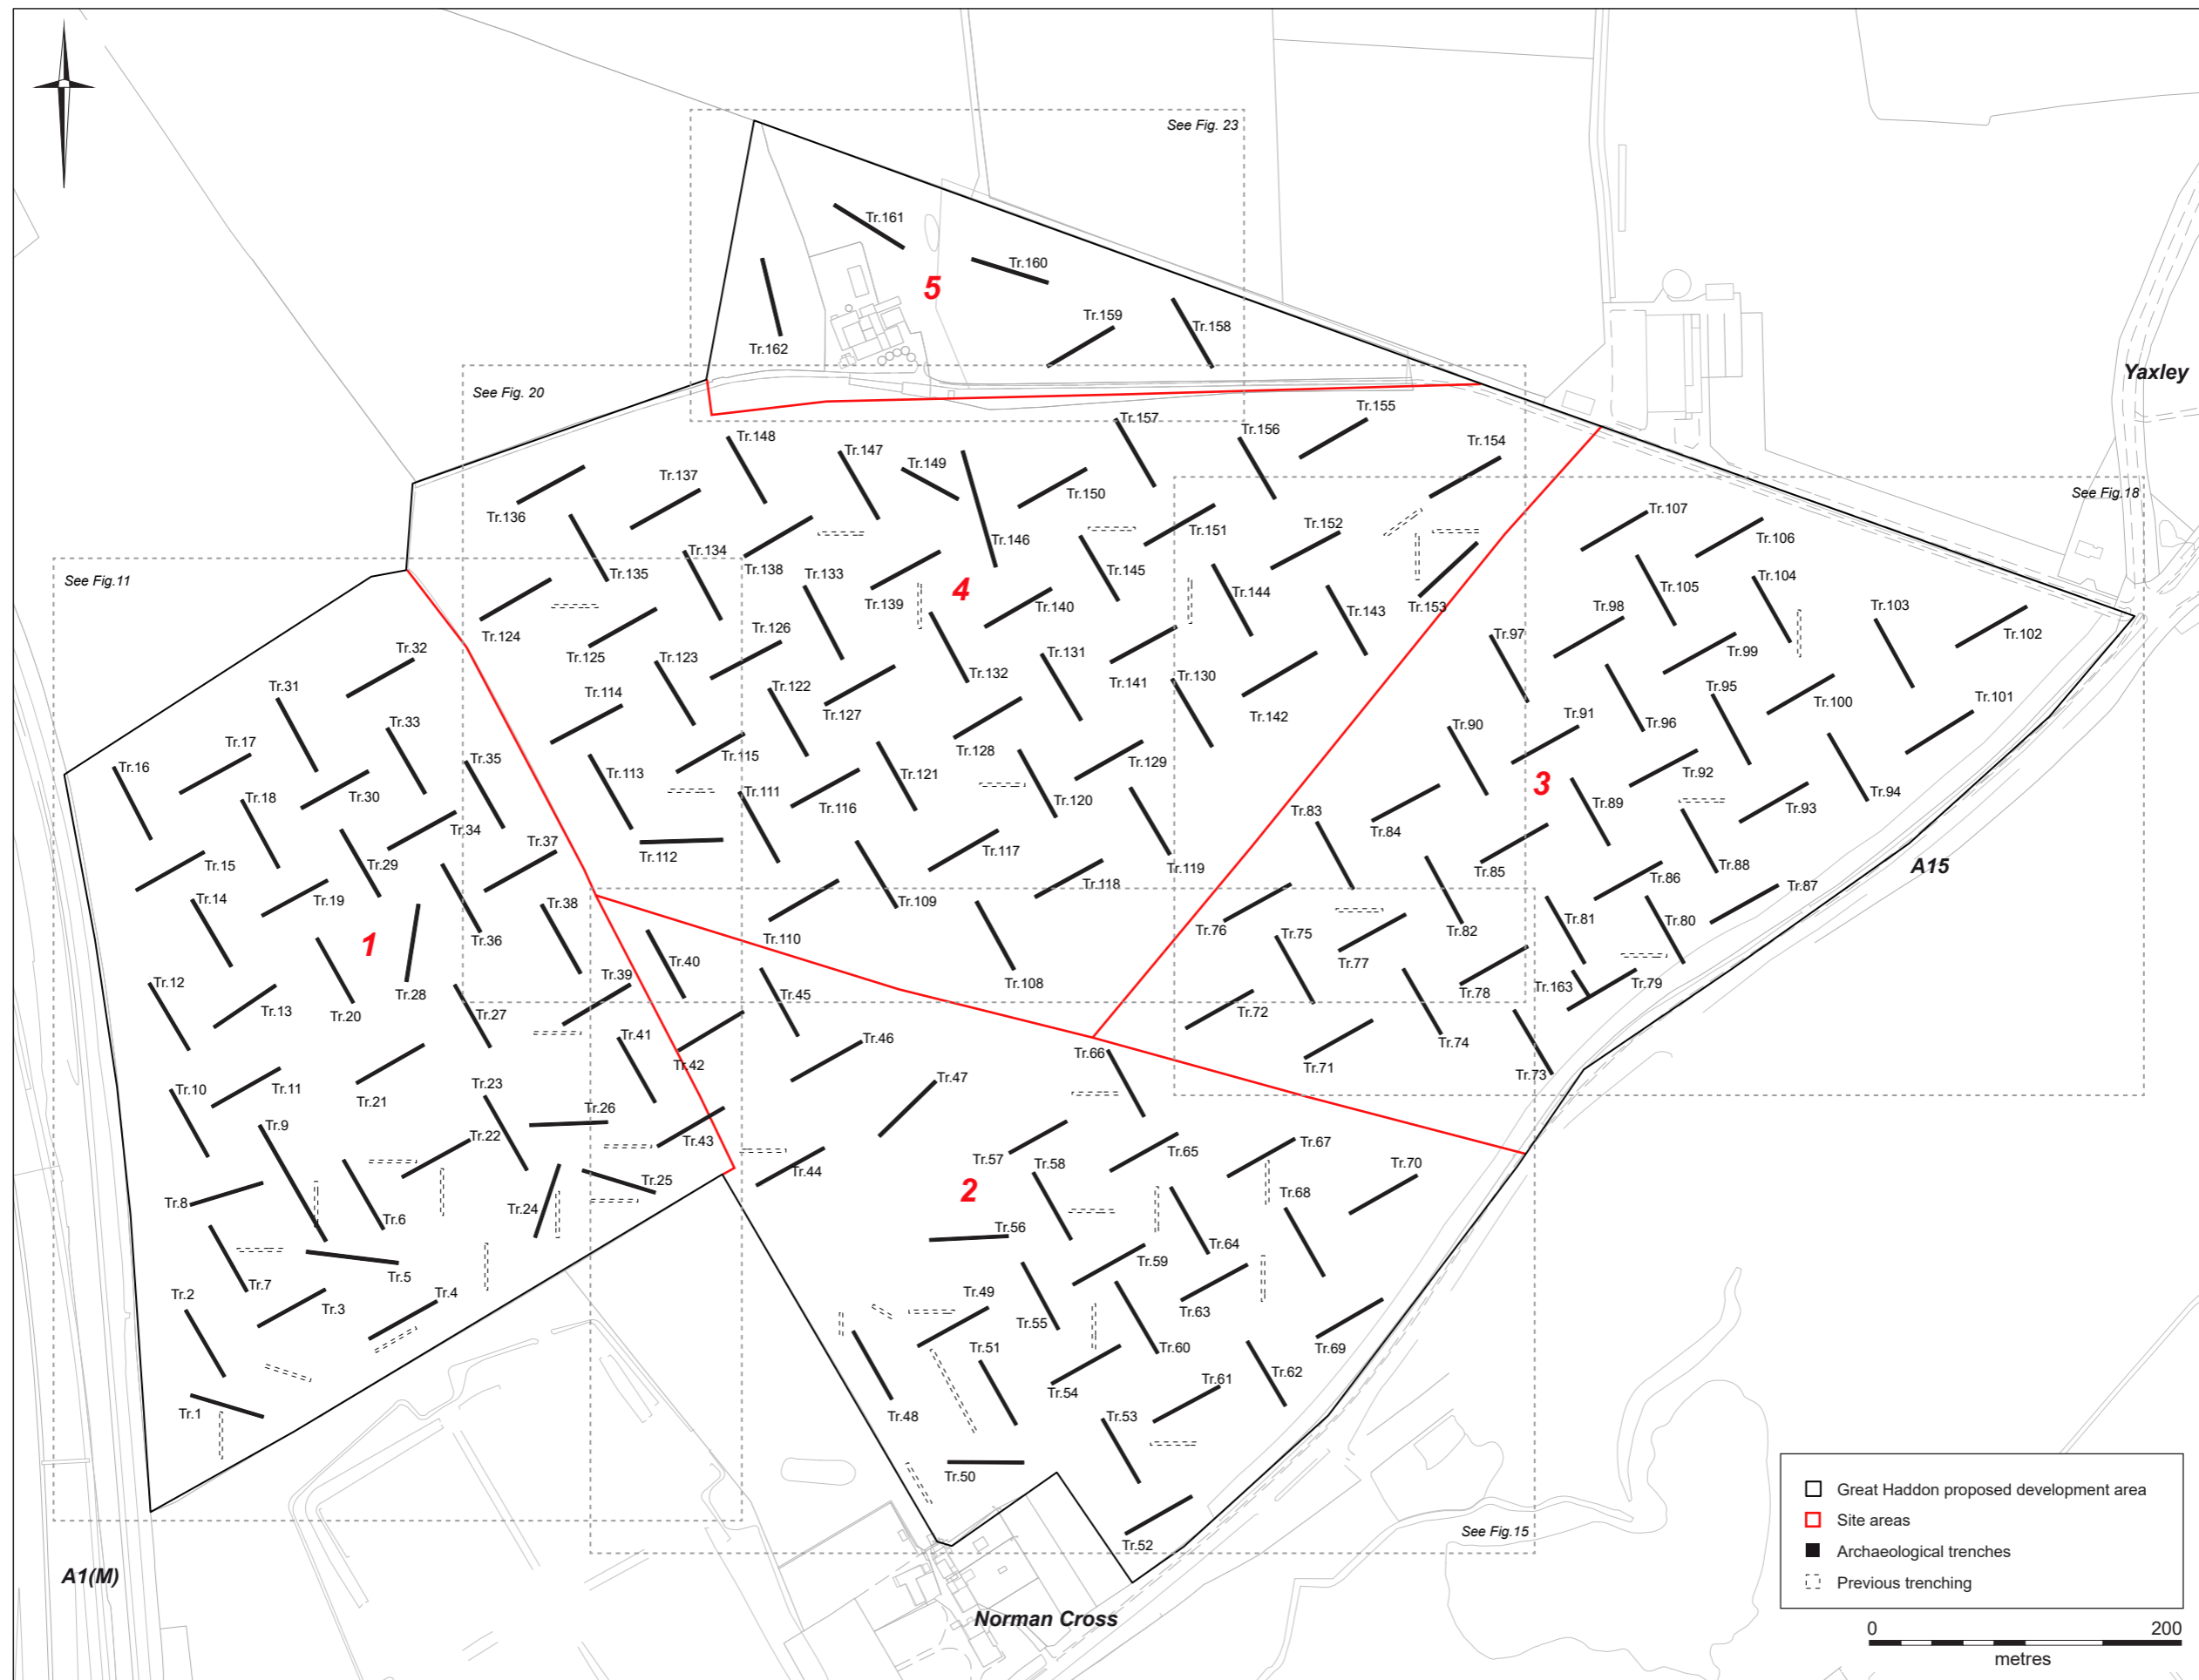 See Fig. 23
Tr.161
Tr.160
5
Tr.159
Tr.158
Tr.162
Yaxley
See Fig. 20
Tr.155
Tr.157
Tr.156
Tr.148
Tr.154
Tr.147
Tr.149
Tr.137
Tr.150
See Fig.18
Tr.136
Tr.107
Tr.151
Tr.152
Tr.106
Tr.146
Tr.134
Tr.138
See Fig.11
Tr.135
Tr.133
Tr.145
4
Tr.144
Tr.105
Tr.104
Tr.139
Tr.140
Tr.143
Tr.153
Tr.98
Tr.103
Tr.124
Tr.126
Tr.97
Tr.102
Tr.32
Tr.125
Tr.123
Tr.132
Tr.131
Tr.141
Tr.99
Tr.130
Tr.31
Tr.114
Tr.122
Tr.127
Tr.142
Tr.95
Tr.96
Tr.100
Tr.101
Tr.33
Tr.90
Tr.91
Tr.17
Tr.128
Tr.16
Tr.35
Tr.113
Tr.115
Tr.121
Tr.129
Tr.92
3
Tr.18
Tr.30
Tr.111
Tr.116
Tr.120
Tr.94
Tr.89
Tr.93
Tr.83
Tr.84
Tr.34
Tr.37
Tr.112
Tr.117
Tr.119
Tr.85
Tr.88
A15
Tr.15
Tr.29
Tr.118
Tr.86
Tr.87
Tr.14
Tr.19
Tr.38
Tr.109
Tr.36
Tr.110
Tr.76
Tr.75
Tr.82
Tr.81
Tr.80
1
Tr.40
Tr.77
Tr.12
Tr.28
Tr.39
Tr.45
Tr.108
Tr.78
Tr.163
Tr.79
Tr.13
Tr.20
Tr.27
Tr.72
Tr.41
Tr.42
Tr.46
Tr.66
Tr.71
Tr.74
Tr.73
Tr.10
Tr.11
Tr.21
Tr.23
Tr.47
Tr.9
Tr.26
Tr.22
Tr.43
Tr.57
Tr.65
Tr.67
Tr.44
Tr.58
Tr.70
Tr.25
2
Tr.8
Tr.6
Tr.24
Tr.68
Tr.56
Tr.64
Tr.59
Tr.7
Tr.5
Tr.2
Tr.3
Tr.4
Tr.49
Tr.55
Tr.63
Tr.51
Tr.60
Tr.69
Tr.62
Tr.54
Tr.61
Tr.1
Tr.48
Tr.53
Tr.50
Tr.52
See Fig.15
A1(M)
Norman Cross
Great Haddon proposed development area
Site areas
Archaeological trenches
Previous trenching
0 200
metres